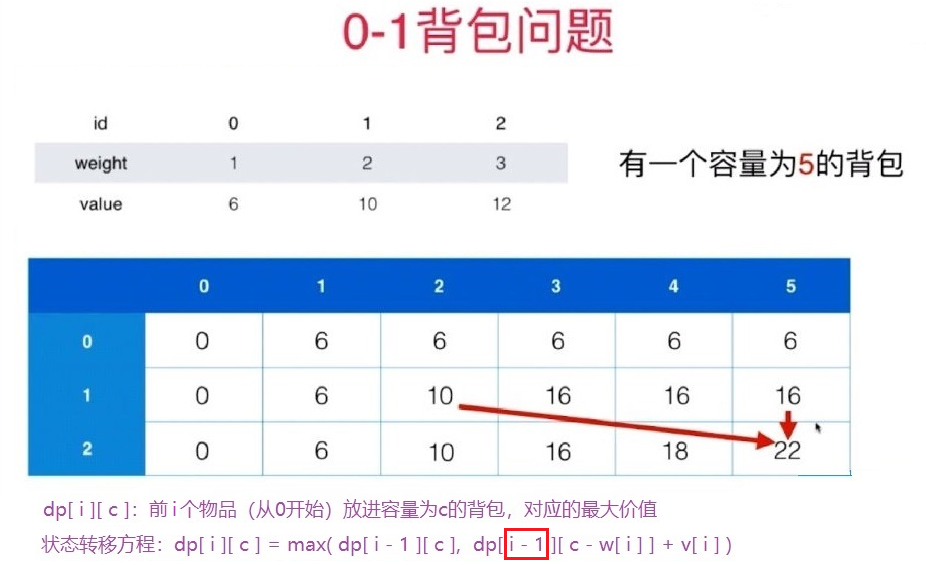 0-1背包问题
id 0 1 2
weight 1 2 3
value 6 10 12
有一个容量为5的背包
0 1 2 3 4 5
0 0 6 6 6 6 6
1 0 6 10 16 16 16
2 0 6 10 16 18 22
dp[ i ][ c ]：前 i 个物品（从0开始）放进容量为c的背包，对应的最大价值
状态转移方程：dp[ i ][ c ] = max( dp[ i - 1 ][ c ]，dp[ i - 1 ][ c - w[ i ] ] + v[ i ] )